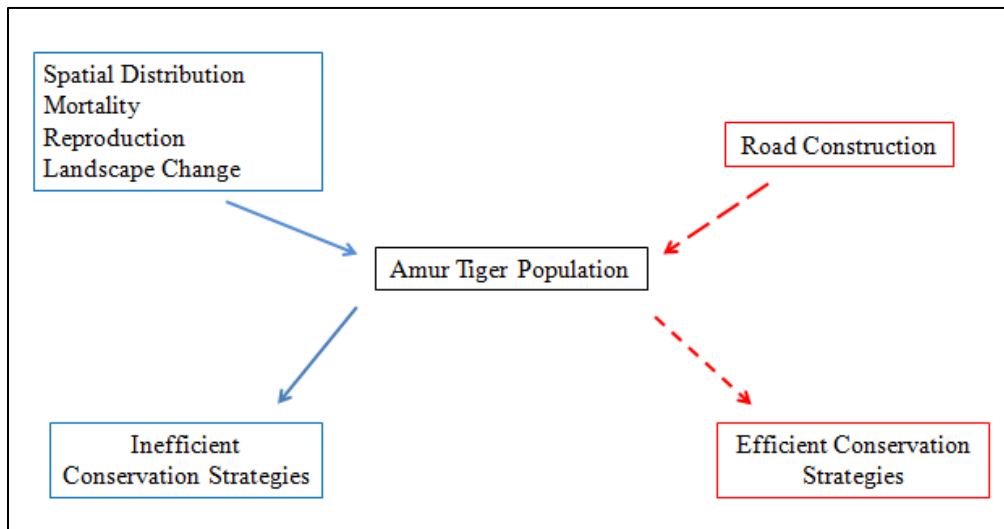 Spatial Distribution
Mortality
Reproduction
Landscape Change
Road Construction
Amur Tiger Population
Inefficient
Conservation Strategies
Efficient Conservation
Strategies